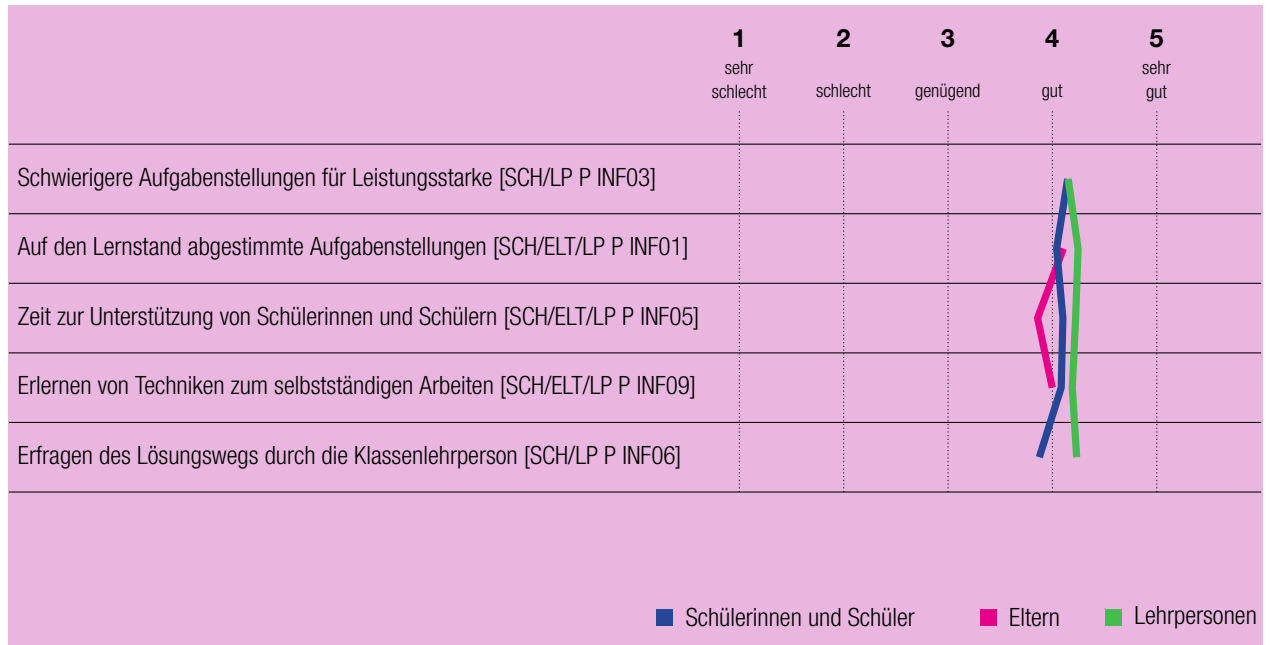 1 2 3 4 5
sehr schlecht schlecht genügend gut sehr gut
Schwierigere Aufgabenstellungen für Leistungsstarke [SCH/LP P INF03]
Auf den Lernstand abgestimmte Aufgabenstellungen [SCH/ELT/LP P INF01]
Zeit zur Unterstützung von Schülerinnen und Schülern [SCH/ELT/LP P INF05]
Erlernen von Techniken zum selbstständigen Arbeiten [SCH/ELT/LP P INF09]
Erfragen des Lösungswegs durch die Klassenlehrperson [SCH/LP P INF06]
Schülerinnen und Schüler Eltern Lehrpersonen